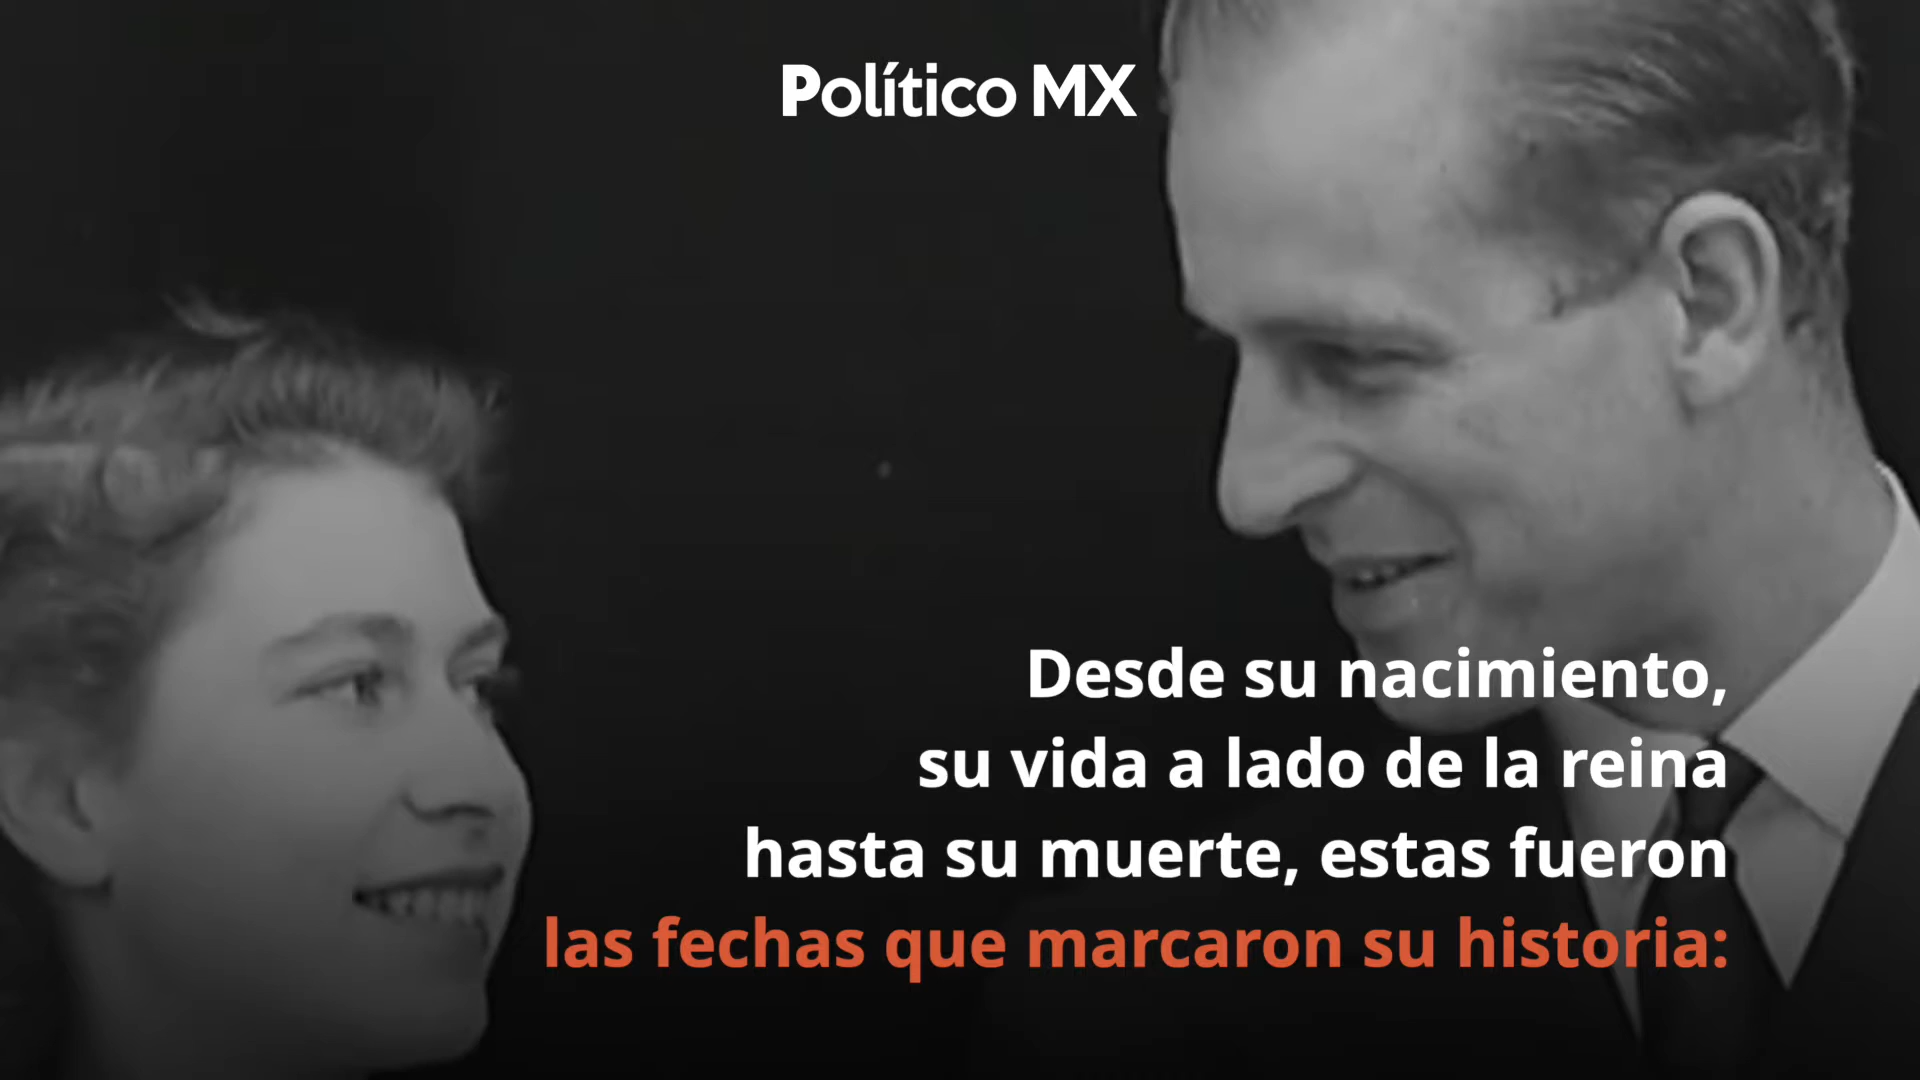 Político MX
Desde su nacimiento,
su vida a lado de la reina
hasta su muerte, estas fueron
las fechas que marcaron su historia: